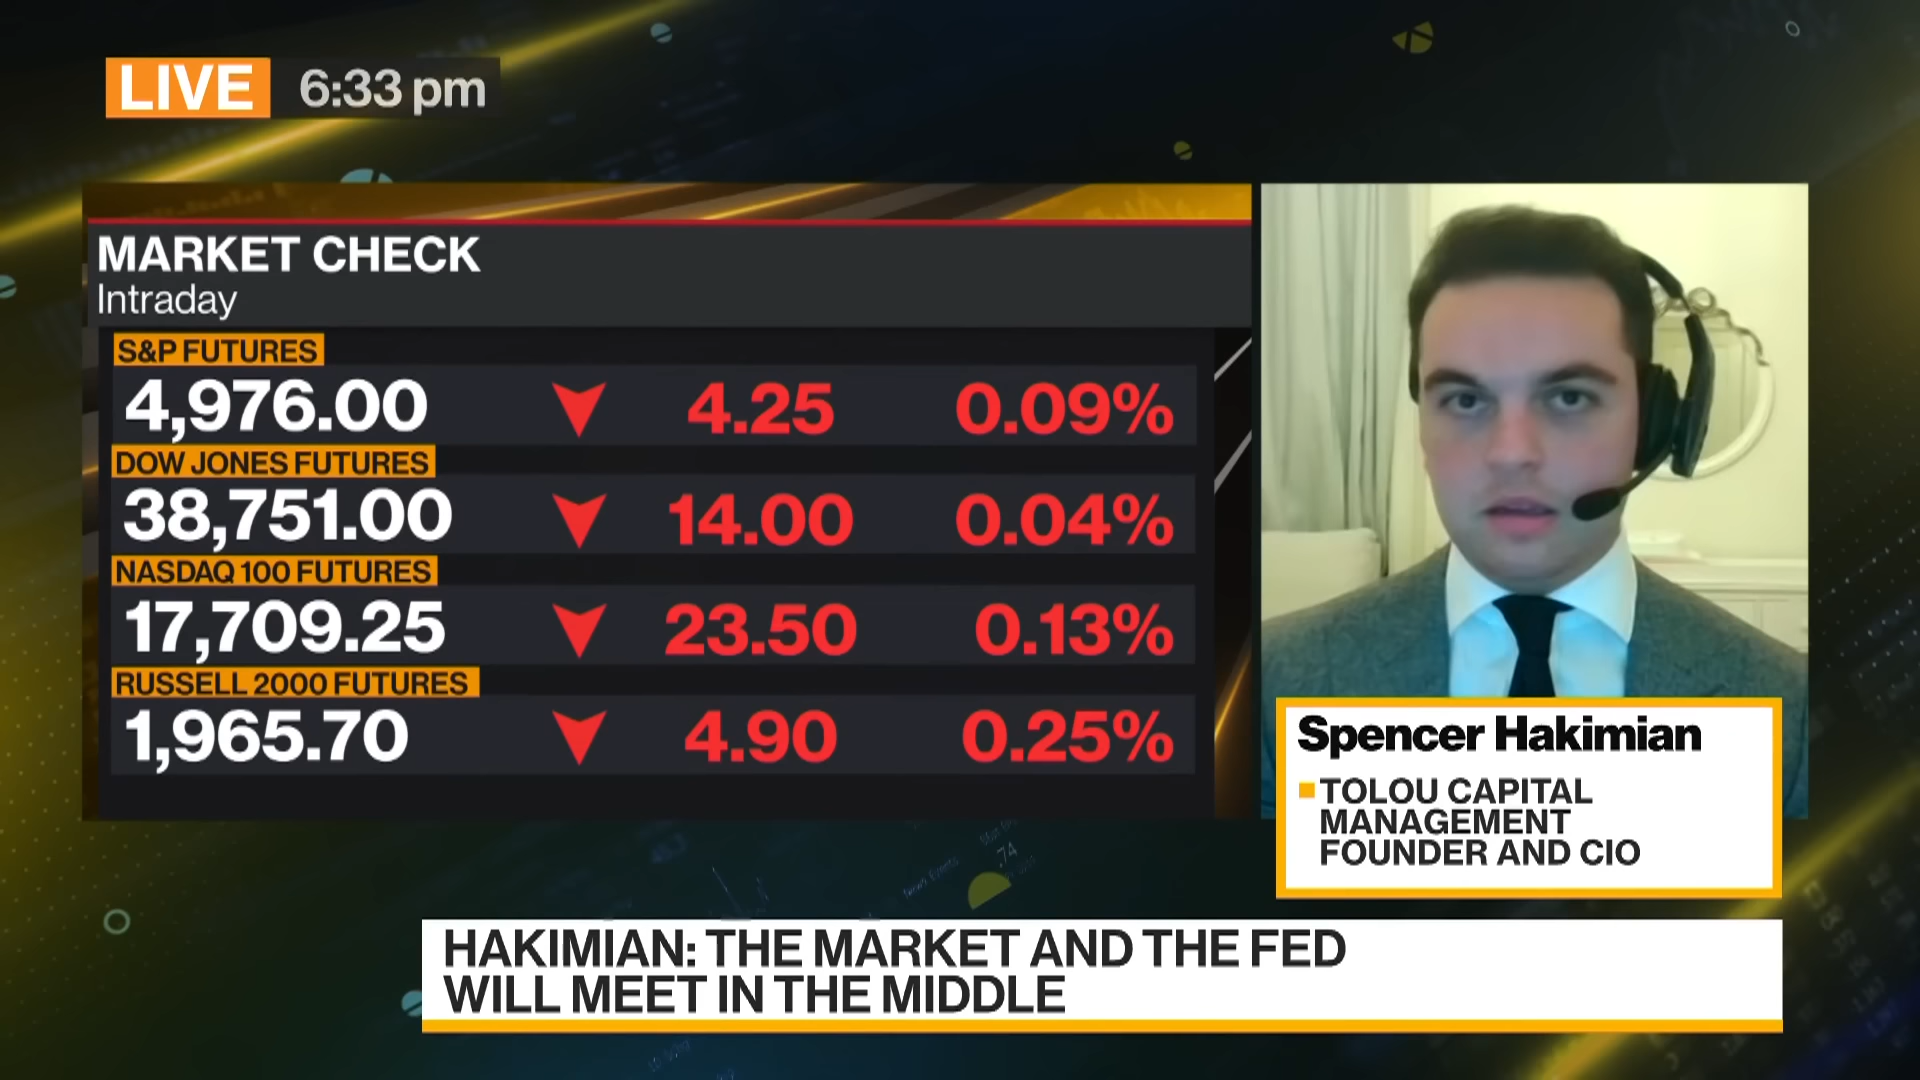 LIVE 6:33 pm
MARKET CHECK
Intraday
S&P FUTURES
4,976.00 4.25 0.09%
DOW JONES FUTURES
38,751.00 14.00 0.04%
NASDAQ 100 FUTURES
17,709.25 23.50 0.13%
RUSSELL 2000 FUTURES
1,965.70 4.90 0.25%
Spencer Hakimian
TOLOU CAPITAL
MANAGEMENT
FOUNDER AND CIO
.74
HAKIMIAN: THE MARKET AND THE FED
WILL MEET IN THE MIDDLE